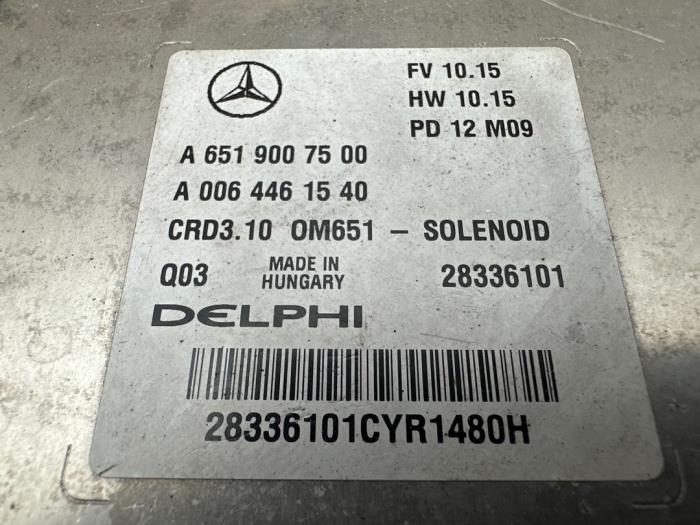 FV 10.15
HW 10.15
PD 12 M09
A 651 900 75 00
A 006 446 15 40
CRD3.10 OM651 – SOLENOID
Q03 MADE IN HUNGARY 28336101
DELPHI
28336101CYR1480H